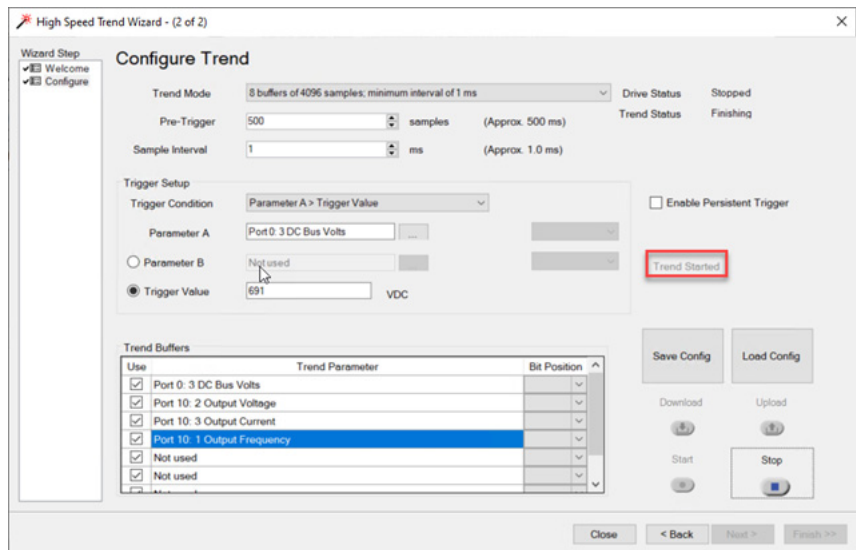 High Speed Trend Wizard - (2 of 2)
Wizard Step
Welcome
Configure
Configure Trend
Trend Mode 8 buffers of 4096 samples; minimum interval of 1 ms Drive Status Stopped
Pre-Trigger 500 samples (Approx. 500 ms) Trend Status Finishing
Sample Interval 1 ms (Approx. 1.0 ms)
Trigger Setup
Trigger Condition Parameter A > Trigger Value Enable Persistent Trigger
Parameter A Port 0: 3 DC Bus Volts ...
Parameter B Not used ... Trend Started
Trigger Value 691 VDC
Trend Buffers
Use Trend Parameter Bit Position
Port 0: 3 DC Bus Volts
Port 10: 2 Output Voltage
Port 10: 3 Output Current
Port 10: 1 Output Frequency
Not used
Not used
Save Config Load Config
Download Upload
Start Stop
Close < Back Next > Finish >>